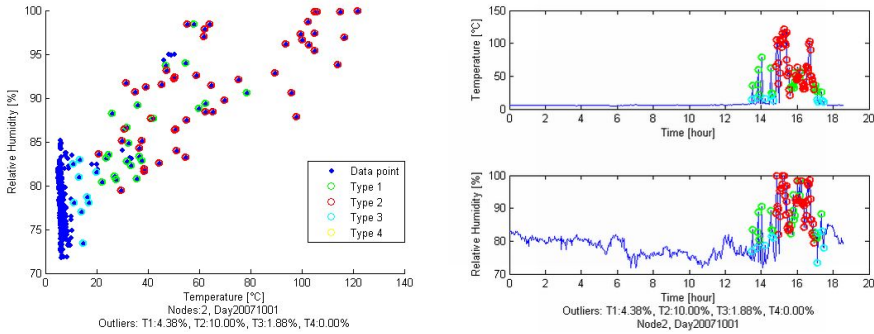 100
95
90
85
80
75
70
Relative Humidity [%]
0 20 40 60 80 100 120 140
Temperature [°C]
Nodes:2, Day20071001
Outliers: T1:4.38%, T2:10.00%, T3:1.88%, T4:0.00%
Data point
Type 1
Type 2
Type 3
Type 4
150
100
50
0
Temperature [°C]
0 2 4 6 8 10 12 14 16 18 20
Time [hour]
100
90
80
70
Relative Humidity [%]
0 2 4 6 8 10 12 14 16 18 20
Time [hour]
Outliers: T1:4.38%, T2:10.00%, T3:1.88%, T4:0.00%
Node2, Day20071001